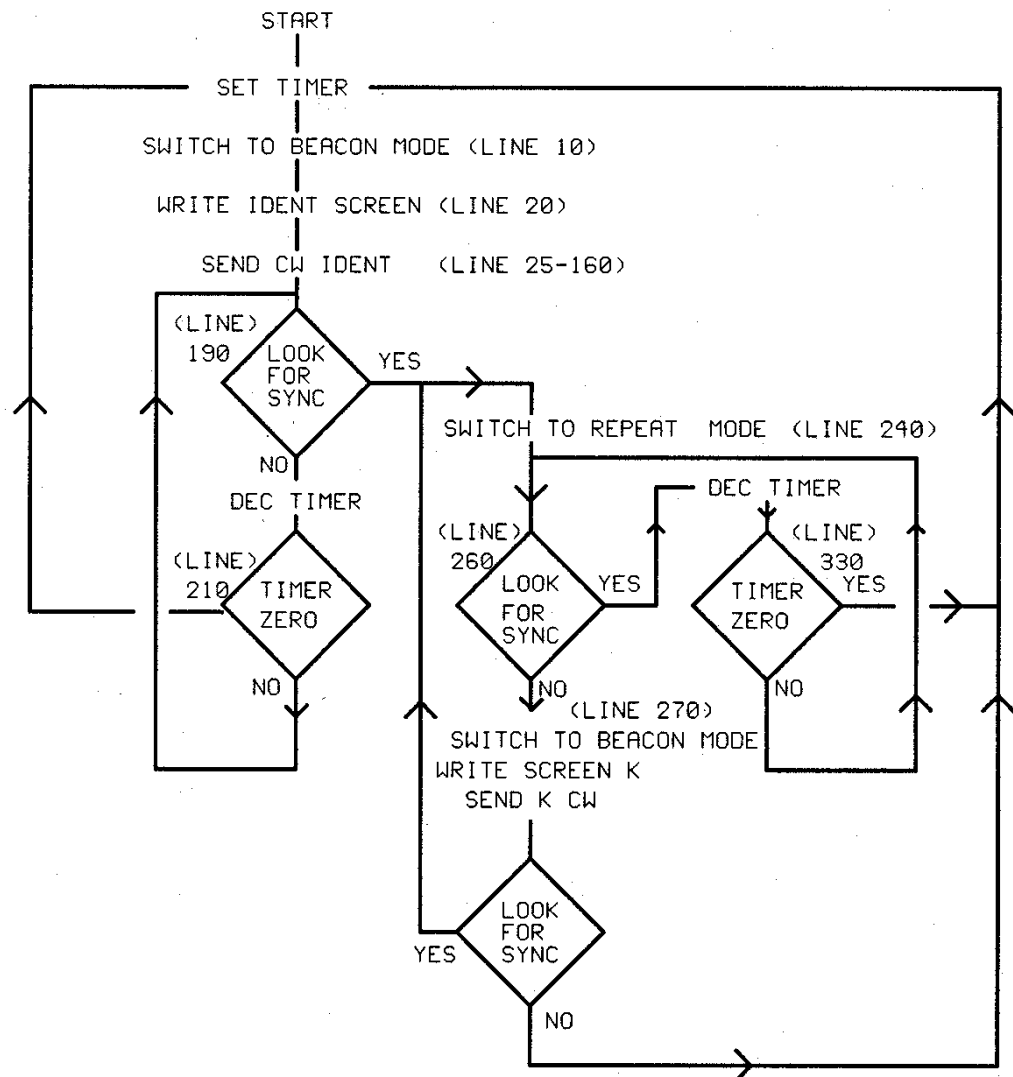 START
SET TIMER
SWITCH TO BEACON MODE (LINE 10)
WRITE IDENT SCREEN (LINE 20)
SEND CW IDENT (LINE 25-160)
(LINE)
190
LOOK
FOR
SYNC
YES
NO
DEC TIMER
(LINE)
210
TIMER
ZERO
NO
SWITCH TO REPEAT MODE (LINE 240)
(LINE)
260
LOOK
FOR
SYNC
YES
NO
DEC TIMER
(LINE)
330
TIMER
ZERO
YES
NO
(LINE 270)
SWITCH TO BEACON MODE
WRITE SCREEN K
SEND K CW
LOOK
FOR
SYNC
YES
NO